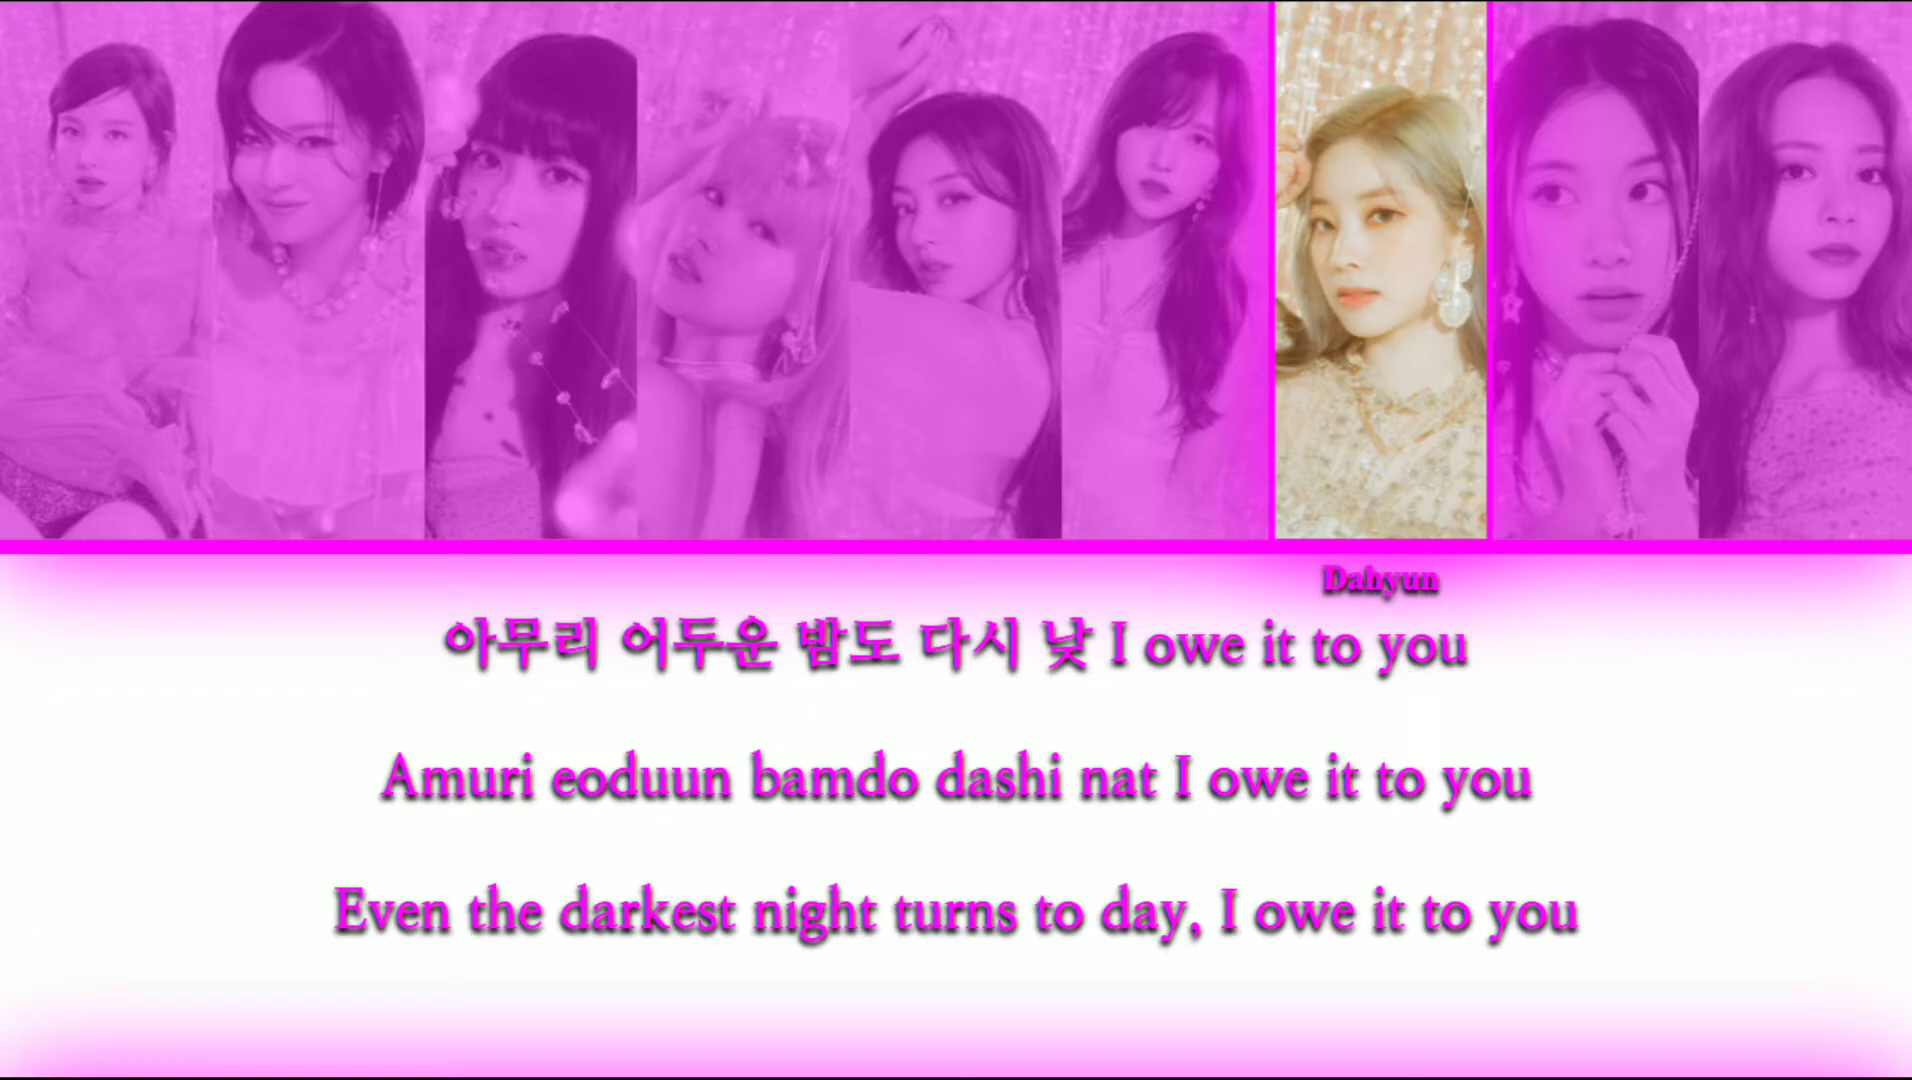 Dahyun
아무리 어두운 밤도 다시 낮 I owe it to you
Amuri eoduun bamdo dashi nat I owe it to you
Even the darkest night turns to day, I owe it to you